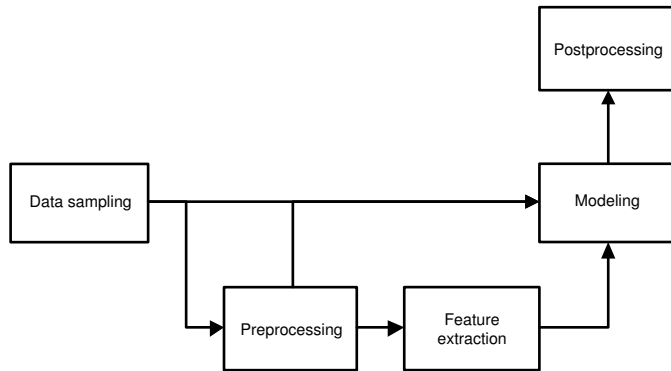 Postprocessing
Data sampling
Modeling
Preprocessing
Feature
extraction